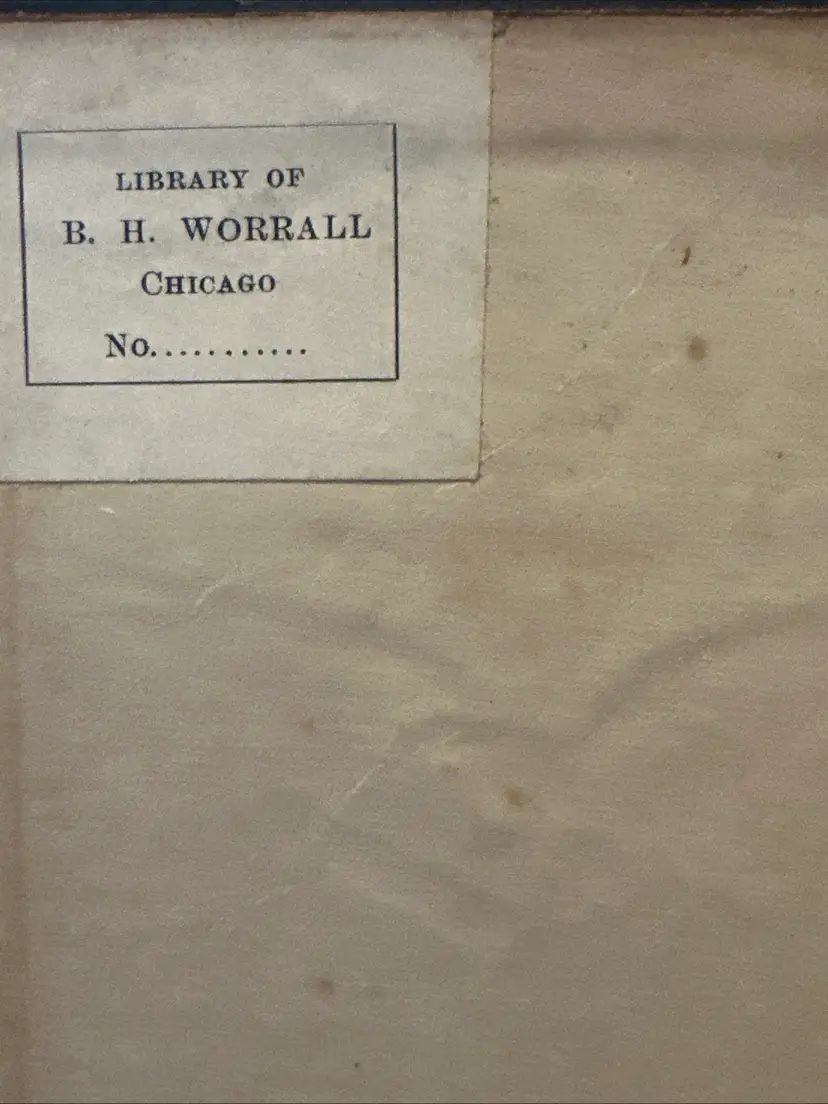 LIBRARY OF
B. H. WORRALL
CHICAGO
No............